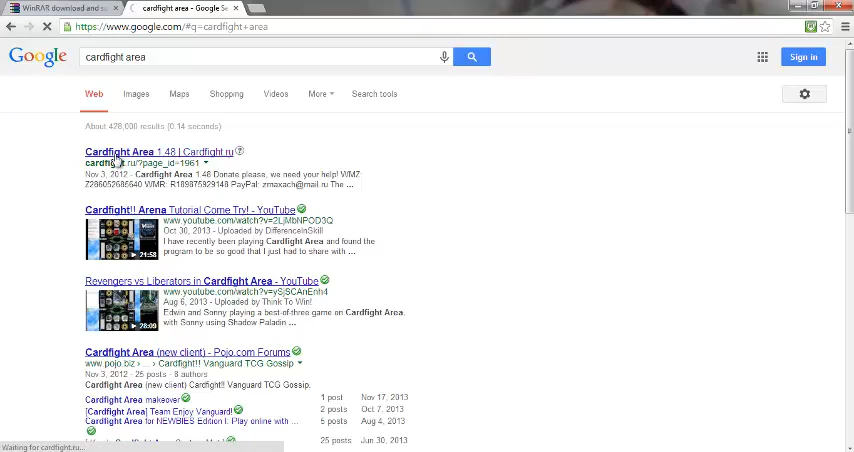 WinRAR download and su
cardfight area - Google Se
https://www.google.com/#q=cardfight+area
Google
cardfight area
Sign in
Web Images Maps Shopping Videos More Search tools
About 428,000 results (0.14 seconds)
Cardfight Area 1.48 | Cardfight.ru
cardfight.ru/?page_id=1961
Nov 3, 2012 - Cardfight Area 1.48 Donate please, we need your help! WMZ:
Z286052685640 WMR: R189875929148 PayPal: zmaxach@mail.ru The ...
Cardfight!! Arena Tutorial Come Try! - YouTube
www.youtube.com/watch?v=2LjMbNPOD3Q
Oct 30, 2012 - Uploaded by DifferenceInSkill
I have recently been playing Cardfight Area and found the
program to be so good that I just had to share with ...
21:58
Revengers vs Liberators in Cardfight Area - YouTube
www.youtube.com/watch?v=ySjSCAnEnh4
Aug 6, 2013 - Uploaded by Think To Win!
Edwin and Sonny playing a best-of-three game on Cardfight Area.
with Sonny using Shadow Paladin ...
28:09
Cardfight Area (new client) - Pojo.com Forums
www.pojo.biz › ... › Cardfight!! Vanguard TCG Gossip
Nov 3, 2012 - 25 posts - 8 authors
Cardfight Area (new client) Cardfight!! Vanguard TCG Gossip.
Cardfight Area makeover 1 post Nov 17, 2013
[Cardfight Area] Team Enjoy Vanguard! 2 posts Oct 7, 2013
Cardfight Area for NEWBIES Edition I: Play online with ... 5 posts Aug 4, 2013
25 posts Jun 30, 2013
Waiting for cardfight.ru...